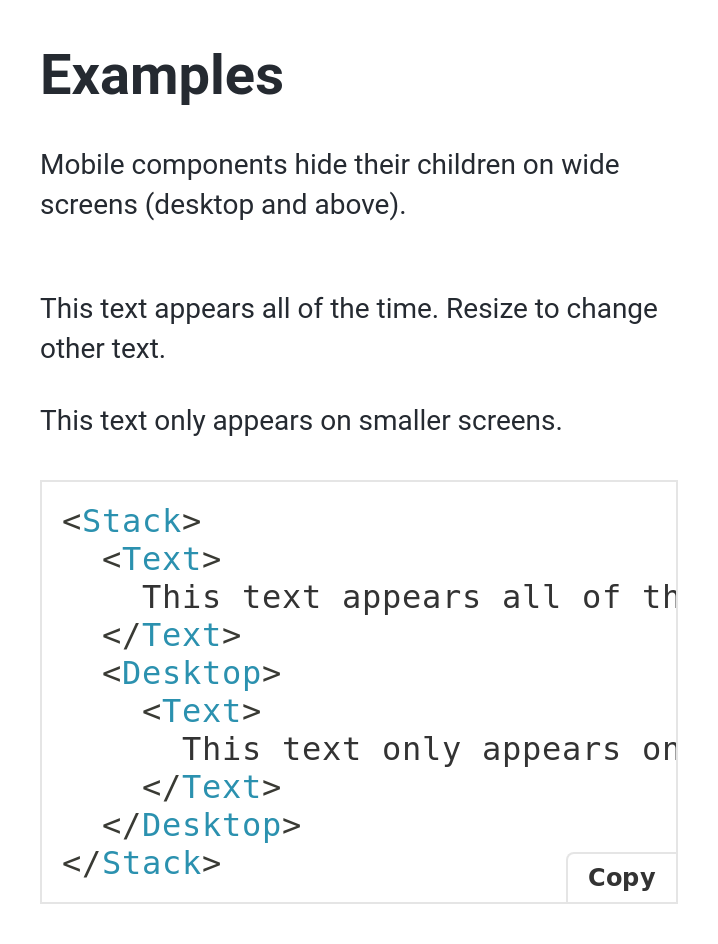 Examples
Mobile components hide their children on wide
screens (desktop and above).
This text appears all of the time. Resize to change
other text.
This text only appears on smaller screens.
<Stack>
  <Text>
    This text appears all of th
  </Text>
  <Desktop>
    <Text>
      This text only appears on
    </Text>
  </Desktop>
</Stack>
Copy